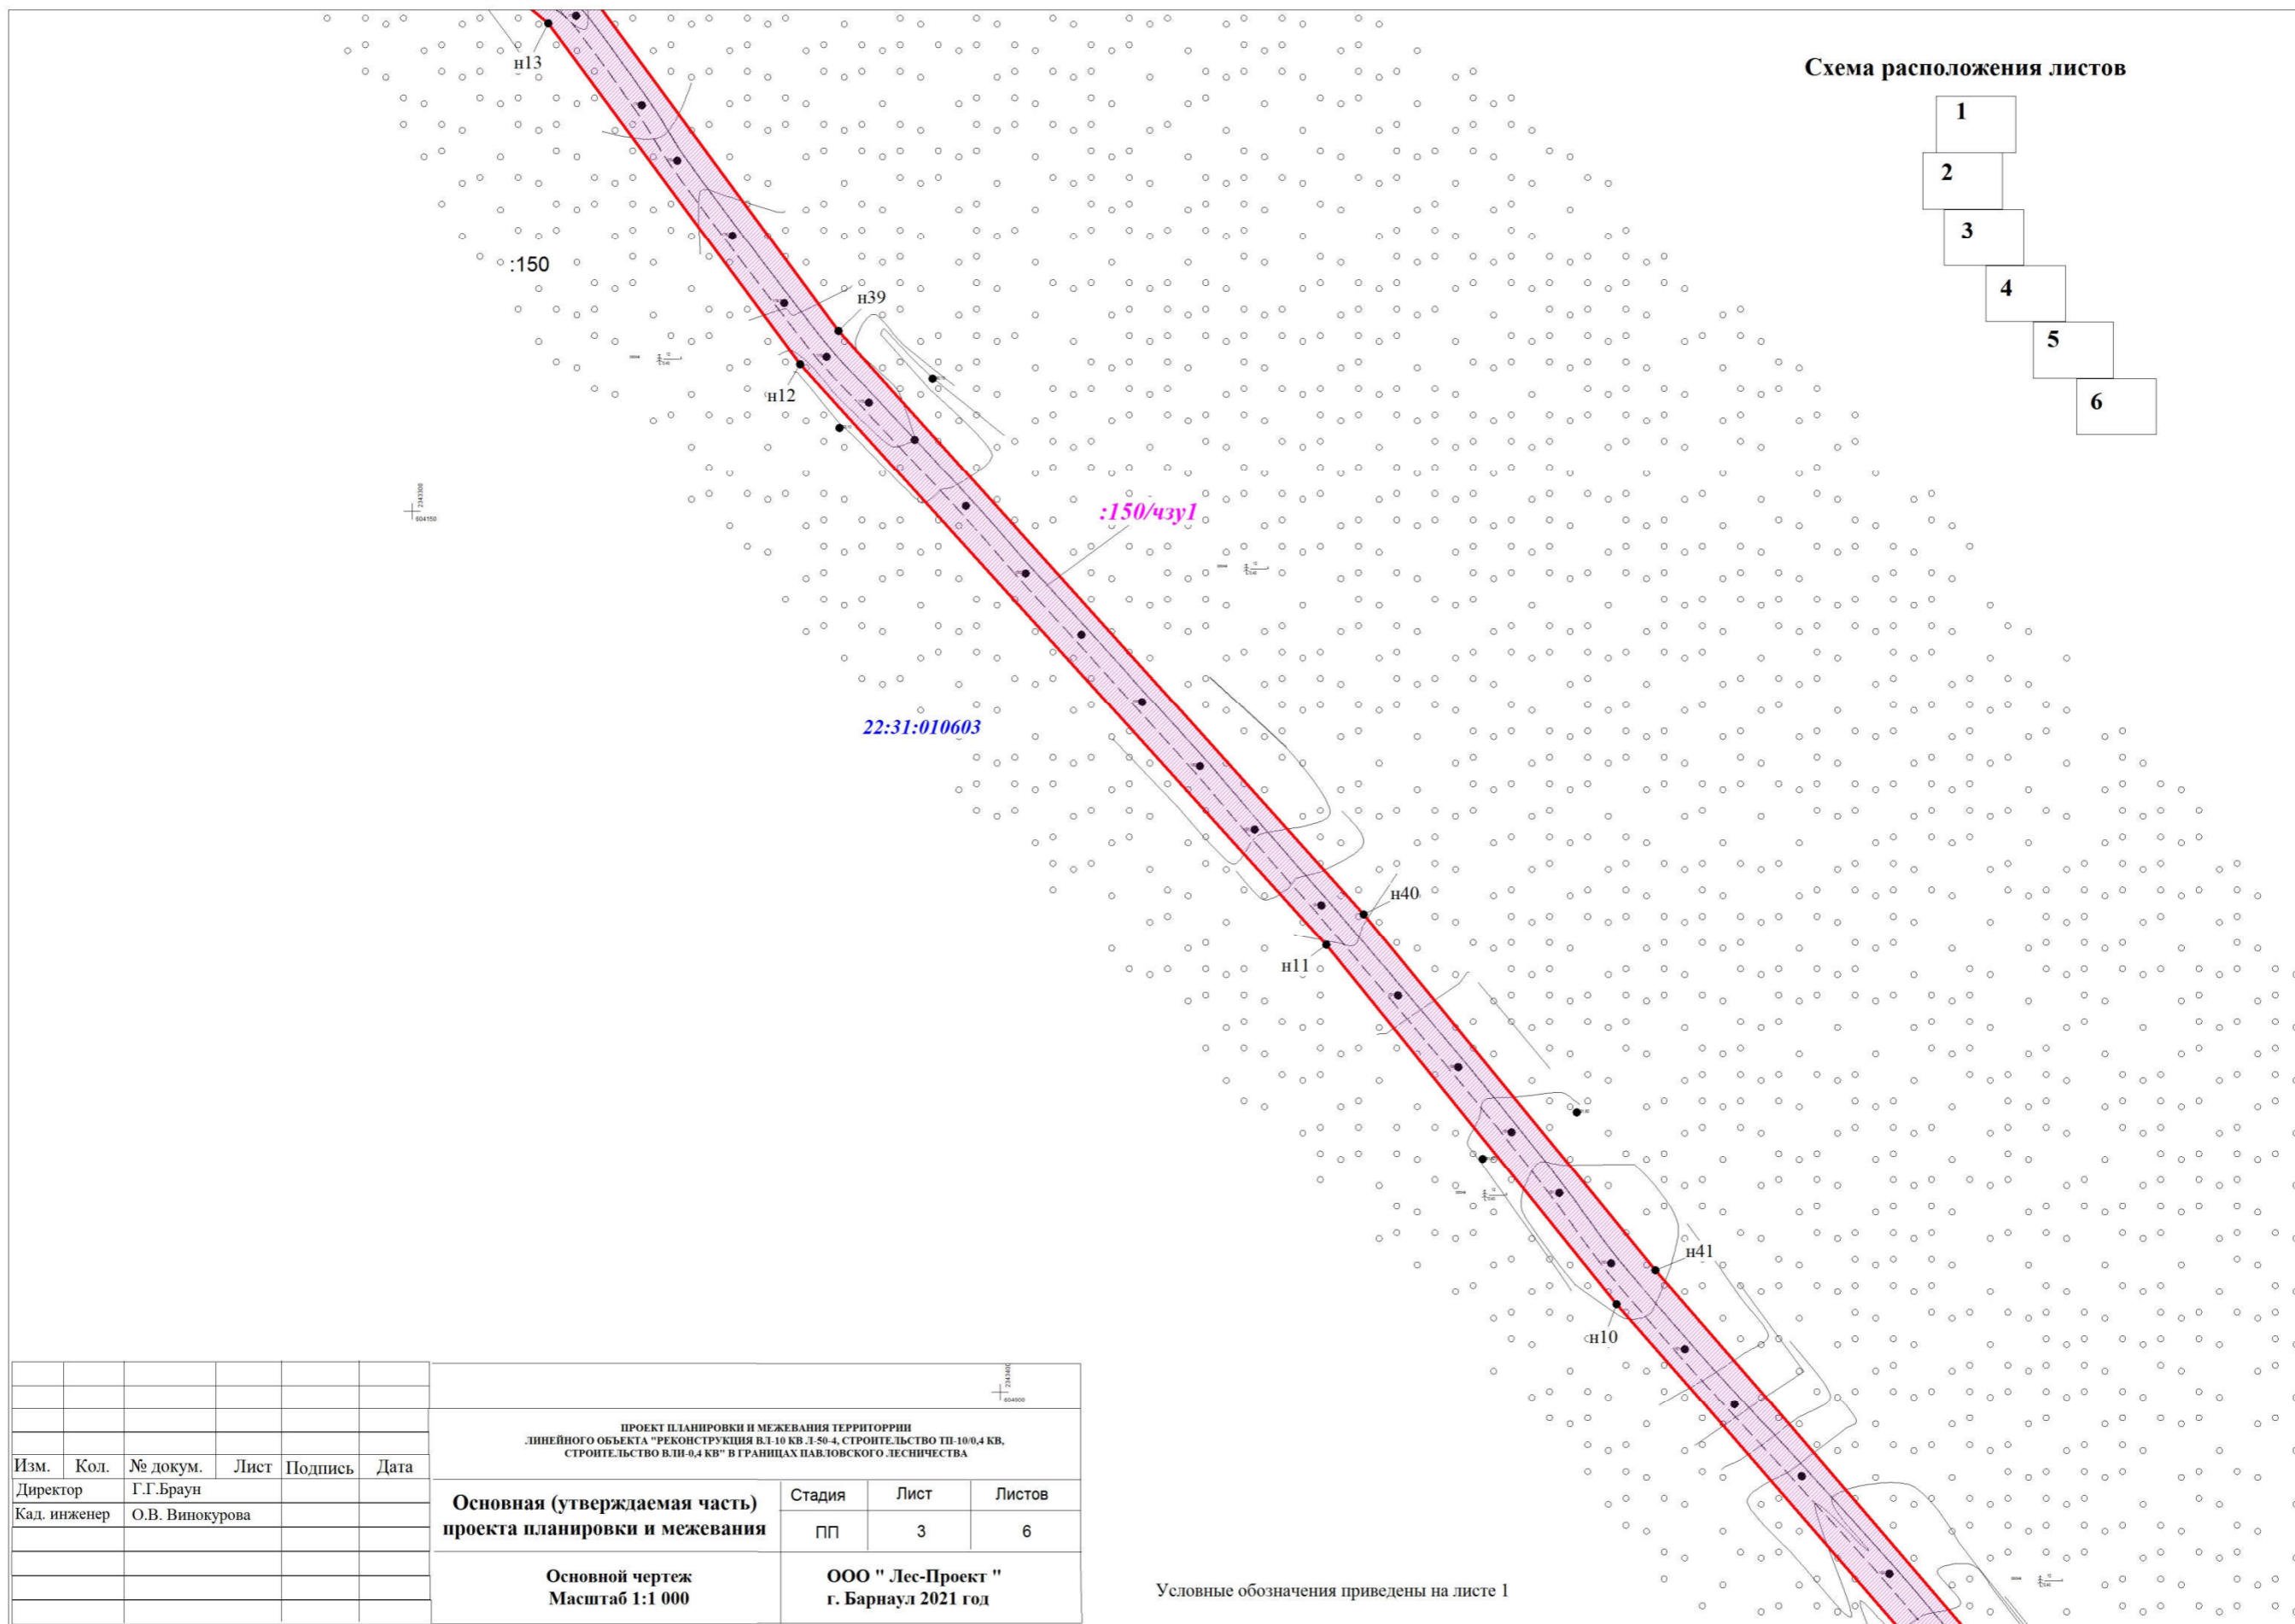 н13
Схема расположения листов
1
2
3
4
5
6
:150
н39
н12
2343300
604150
:150/чзу1
22:31:010603
н40
н11
н41
н10
604000
ПРОЕКТ ПЛАНИРОВКИ И МЕЖЕВАНИЯ ТЕРРИТОРРИИ
ЛИНЕЙНОГО ОБЪЕКТА "РЕКОНСТРУКЦИЯ ВЛ-10 КВ Л-50-4, СТРОИТЕЛЬСТВО ТП-10/0,4 КВ,
СТРОИТЕЛЬСТВО ВЛИ-0,4 КВ" В ГРАНИЦАХ ПАВЛОВСКОГО ЛЕСНИЧЕСТВА
Изм. Кол. № докум. Лист Подпись Дата
Директор Г.Г.Браун
Кад. инженер О.В. Винокурова
Основная (утверждаемая часть)
проекта планировки и межевания
Стадия Лист Листов
ПП 3 6
Основной чертеж
Масштаб 1:1 000
ООО " Лес-Проект "
г. Барнаул 2021 год
Условные обозначения приведены на листе 1